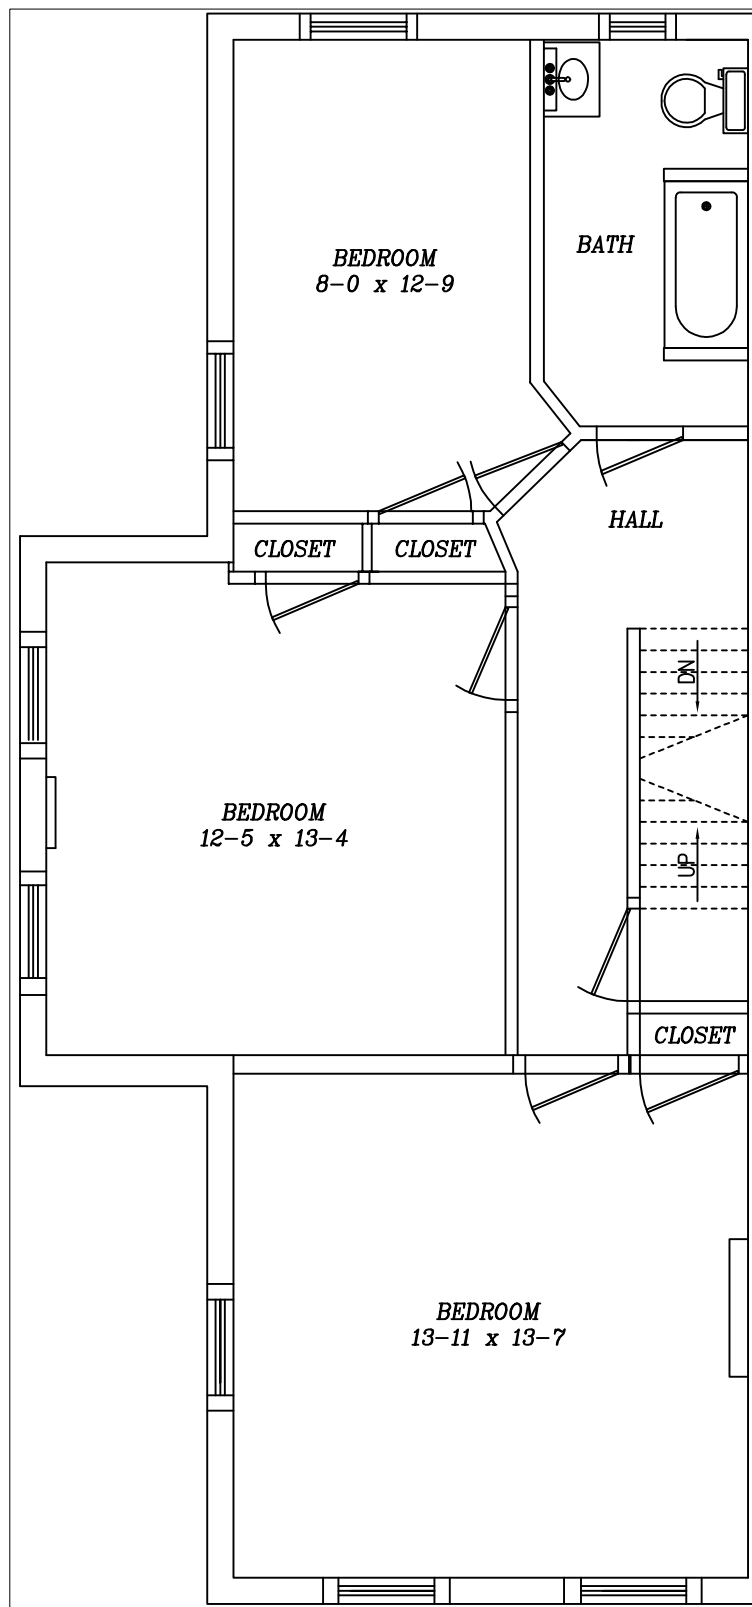 BATH
BEDROOM
8-0 x 12-9
HALL
CLOSET
CLOSET
DN
BEDROOM
12-5 x 13-4
UP
CLOSET
BEDROOM
13-11 x 13-7